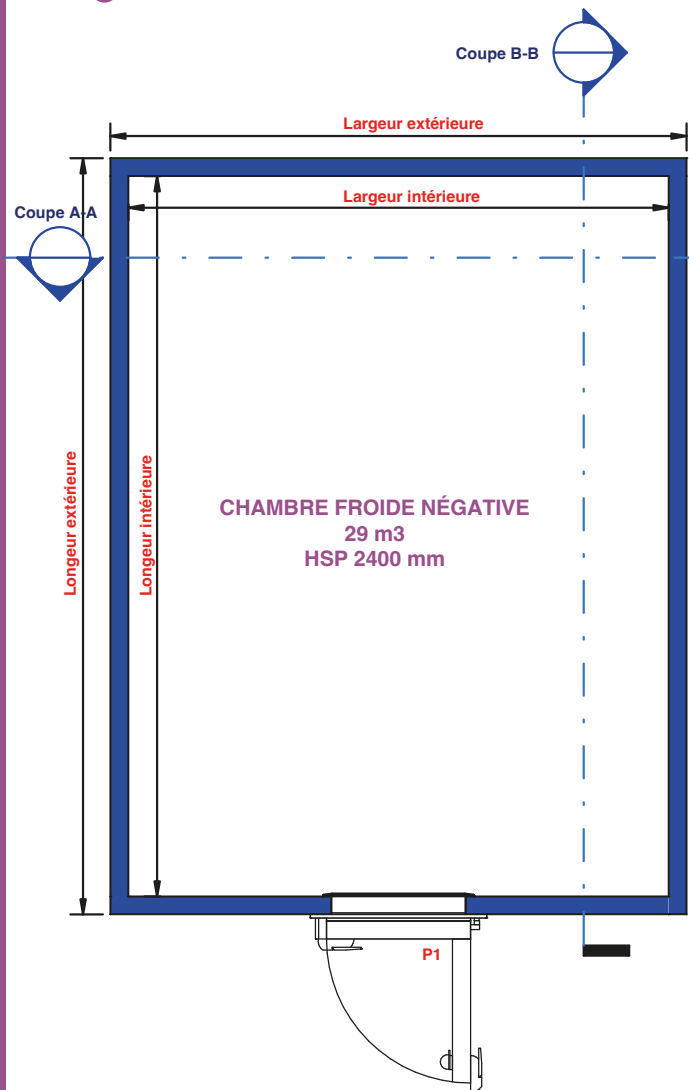 Coupe B-B
Largeur extérieure
Largeur intérieure
Coupe A-A
Longeur extérieure
Longeur intérieure
CHAMBRE FROIDE NÉGATIVE
29 m3
HSP 2400 mm
P1